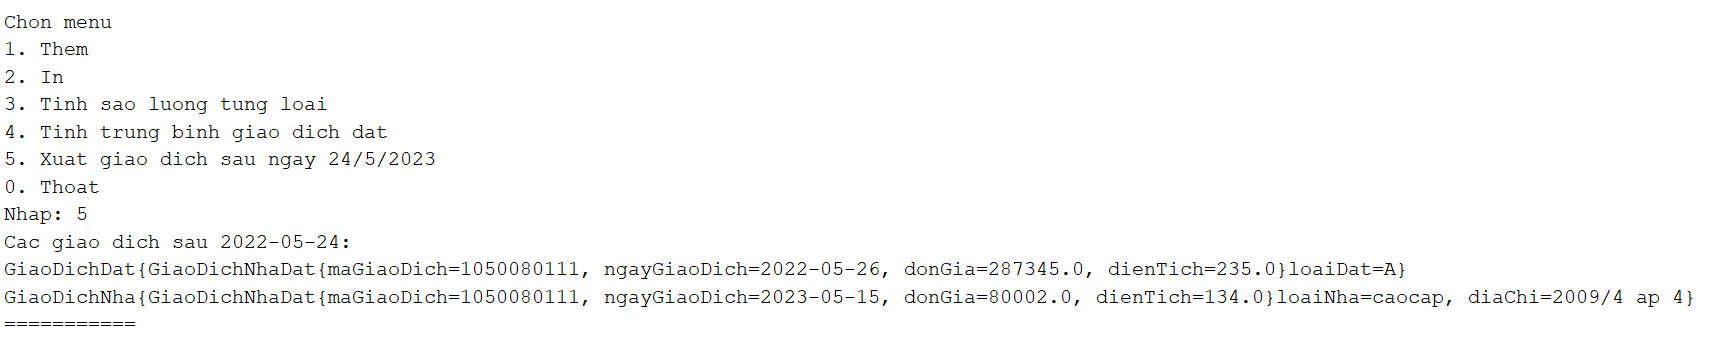 Chon menu
1. Them
2. In
3. Tinh sao luong tung loai
4. Tinh trung binh giao dich dat
5. Xuat giao dich sau ngay 24/5/2023
0. Thoat
Nhap: 5
Cac giao dich sau 2022-05-24:
GiaoDichDat{GiaoDichNhaDat{maGiaoDich=1050080111, ngayGiaoDich=2022-05-26, donGia=287345.0, dienTich=235.0}loaiDat=A}
GiaoDichNha{GiaoDichNhaDat{maGiaoDich=1050080111, ngayGiaoDich=2023-05-15, donGia=80002.0, dienTich=134.0}loaiNha=caocap, diaChi=2009/4 ap 4}
===========